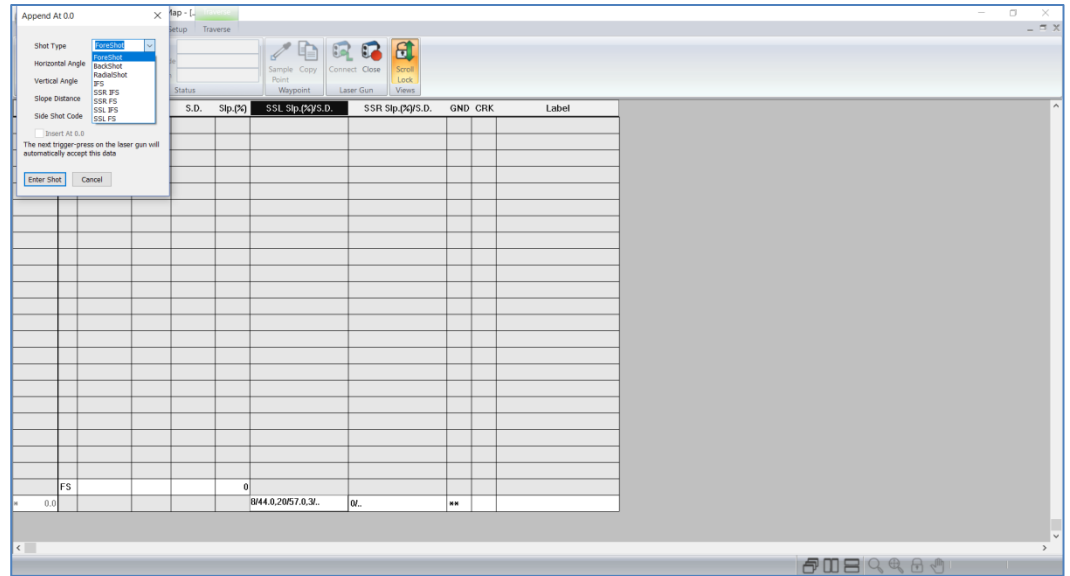 Append At 0.0
Map - [..
Setup Traverse
Shot Type ForeShot
ForeShot
BackShot
RadialShot
IFS
SSR IFS
SSR FS
SSL IFS
SSL FS
Horizontal Angle
Vertical Angle
Slope Distance
Side Shot Code
Insert At 0.0
The next trigger-press on the laser gun will
automatically accept this data
Enter Shot Cancel
Status
Sample Copy
Point
Waypoint
Connect Close
Laser Gun
Scroll
Lock
Views
S.D. Slp.(%) SSL Slp.(%)/S.D. SSR Slp.(%)/S.D. GND CRK Label
FS 0
* 0.0 8/44.0,20/57.0,3/.. 0/.. **